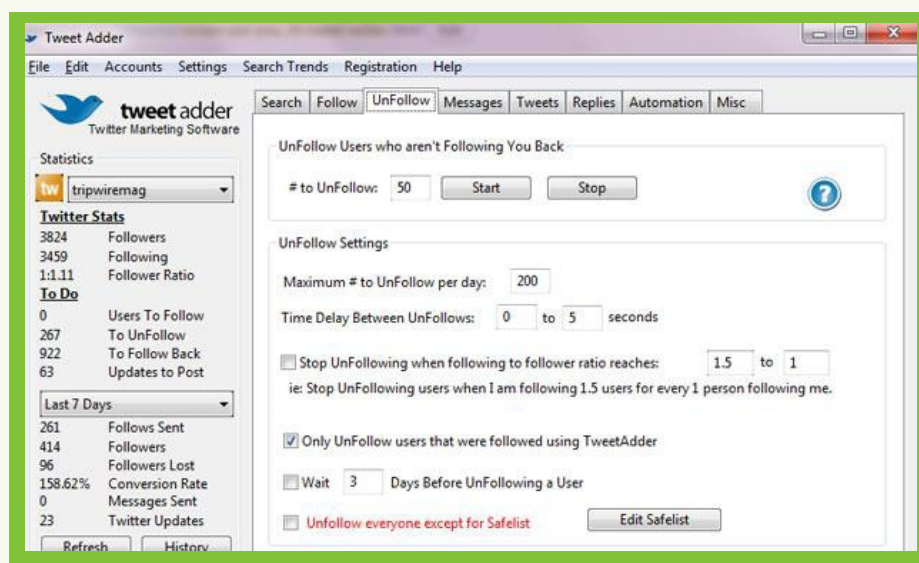 Tweet Adder
File Edit Accounts Settings Search Trends Registration Help
tweet adder
Twitter Marketing Software
Statistics
tw tripwiremag
Twitter Stats
3824 Followers
3459 Following
1:1.11 Follower Ratio
To Do
0 Users To Follow
267 To UnFollow
922 To Follow Back
63 Updates to Post
Last 7 Days
261 Follows Sent
414 Followers
96 Followers Lost
158.62% Conversion Rate
0 Messages Sent
23 Twitter Updates
Refresh History
Search Follow UnFollow Messages Tweets Replies Automation Misc
UnFollow Users who aren't Following You Back
# to UnFollow: 50 Start Stop
?
UnFollow Settings
Maximum # to UnFollow per day: 200
Time Delay Between UnFollows: 0 to 5 seconds
Stop UnFollowing when following to follower ratio reaches: 1.5 to 1
ie: Stop UnFollowing users when I am following 1.5 users for every 1 person following me.
Only UnFollow users that were followed using TweetAdder
Wait 3 Days Before UnFollowing a User
Unfollow everyone except for Safelist Edit Safelist